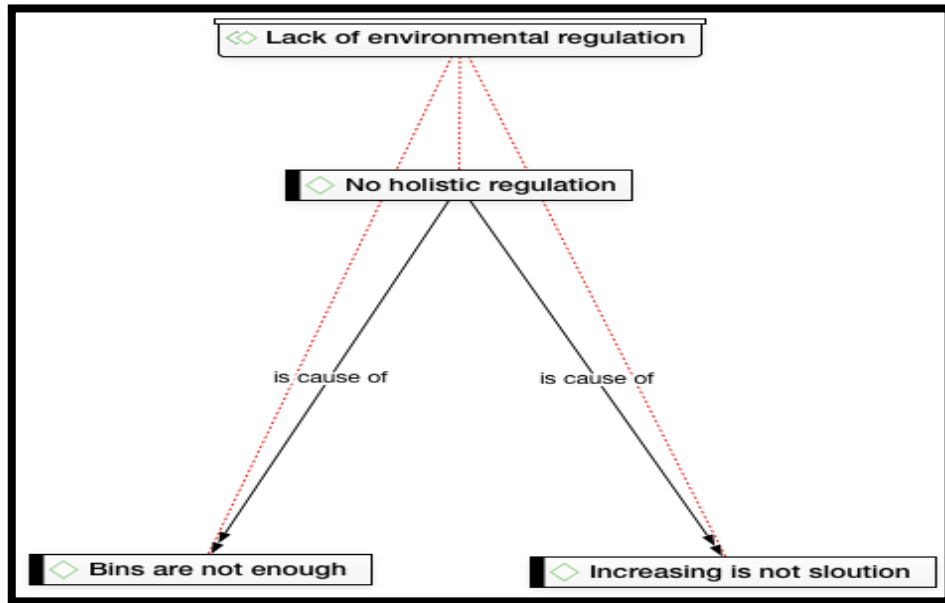 Lack of environmental regulation
No holistic regulation
is cause of
is cause of
Bins are not enough
Increasing is not sloution